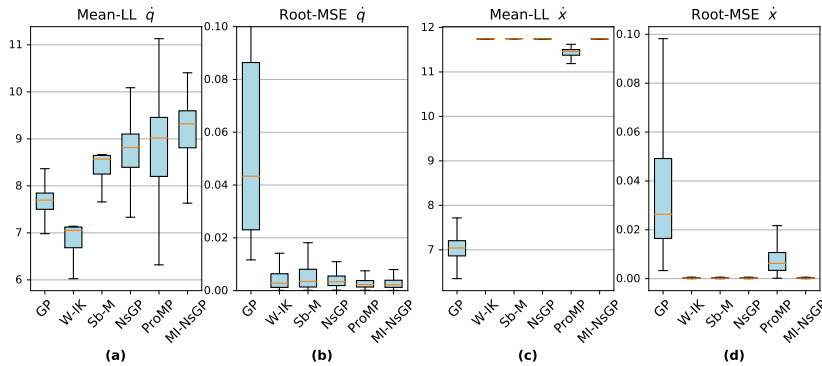 Mean-LL q̇
Root-MSE q̇
Mean-LL ẋ
Root-MSE ẋ
11
10
9
8
7
6
0.10
0.08
0.06
0.04
0.02
0.00
12
11
10
9
8
7
0.10
0.08
0.06
0.04
0.02
0.00
GP W-IK Sb-M NsGP ProMP MI-NsGP
GP W-IK Sb-M NsGP ProMP MI-NsGP
GP W-IK Sb-M NsGP ProMP MI-NsGP
GP W-IK Sb-M NsGP ProMP MI-NsGP
(a)
(b)
(c)
(d)